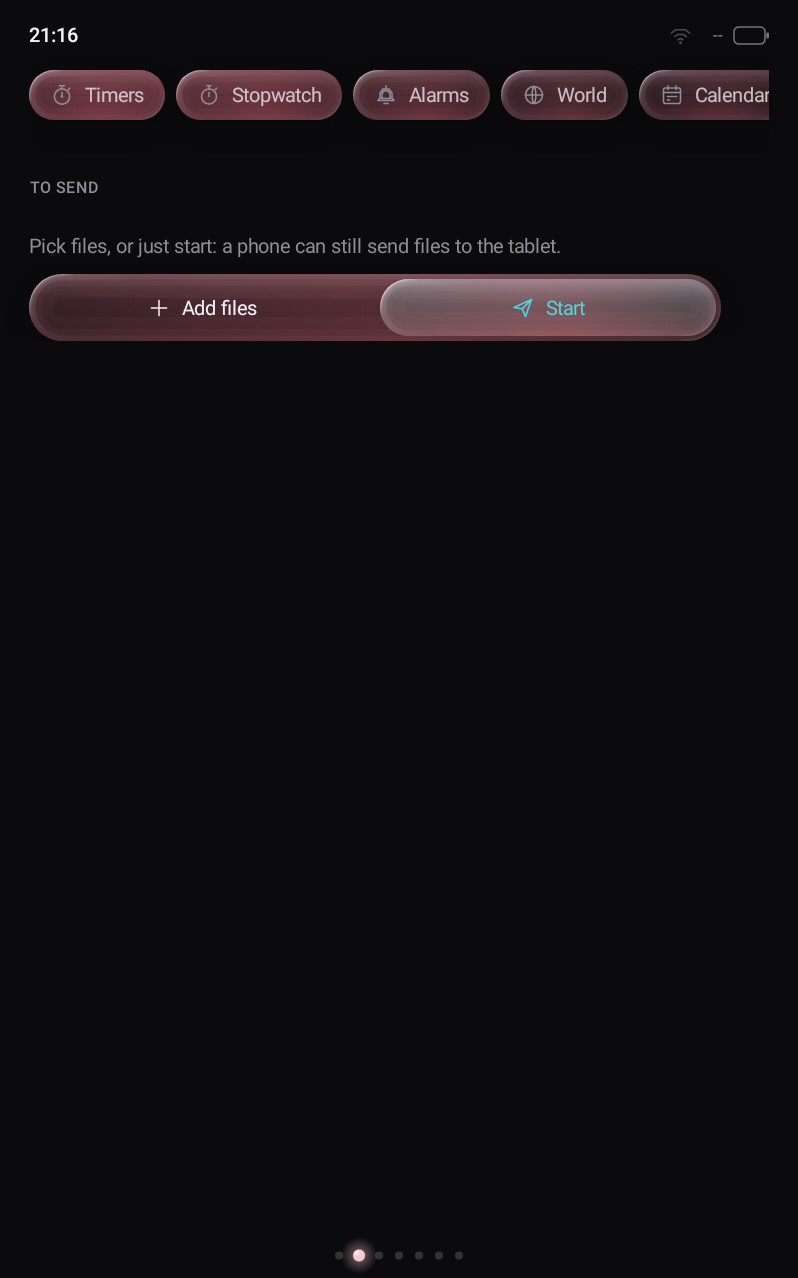 21:16 --
Timers Stopwatch Alarms World Calendar
TO SEND
Pick files, or just start: a phone can still send files to the tablet.
Add files Start